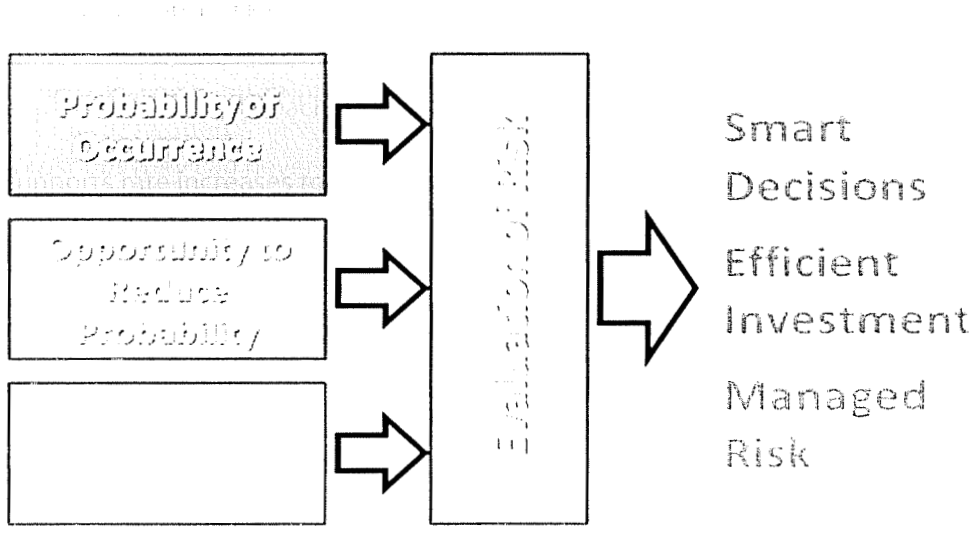 Probability of
Occurrence
Opportunity to
Reduce
Probability
Evaluation of Risk
Smart
Decisions
Efficient
Investment
Managed
Risk